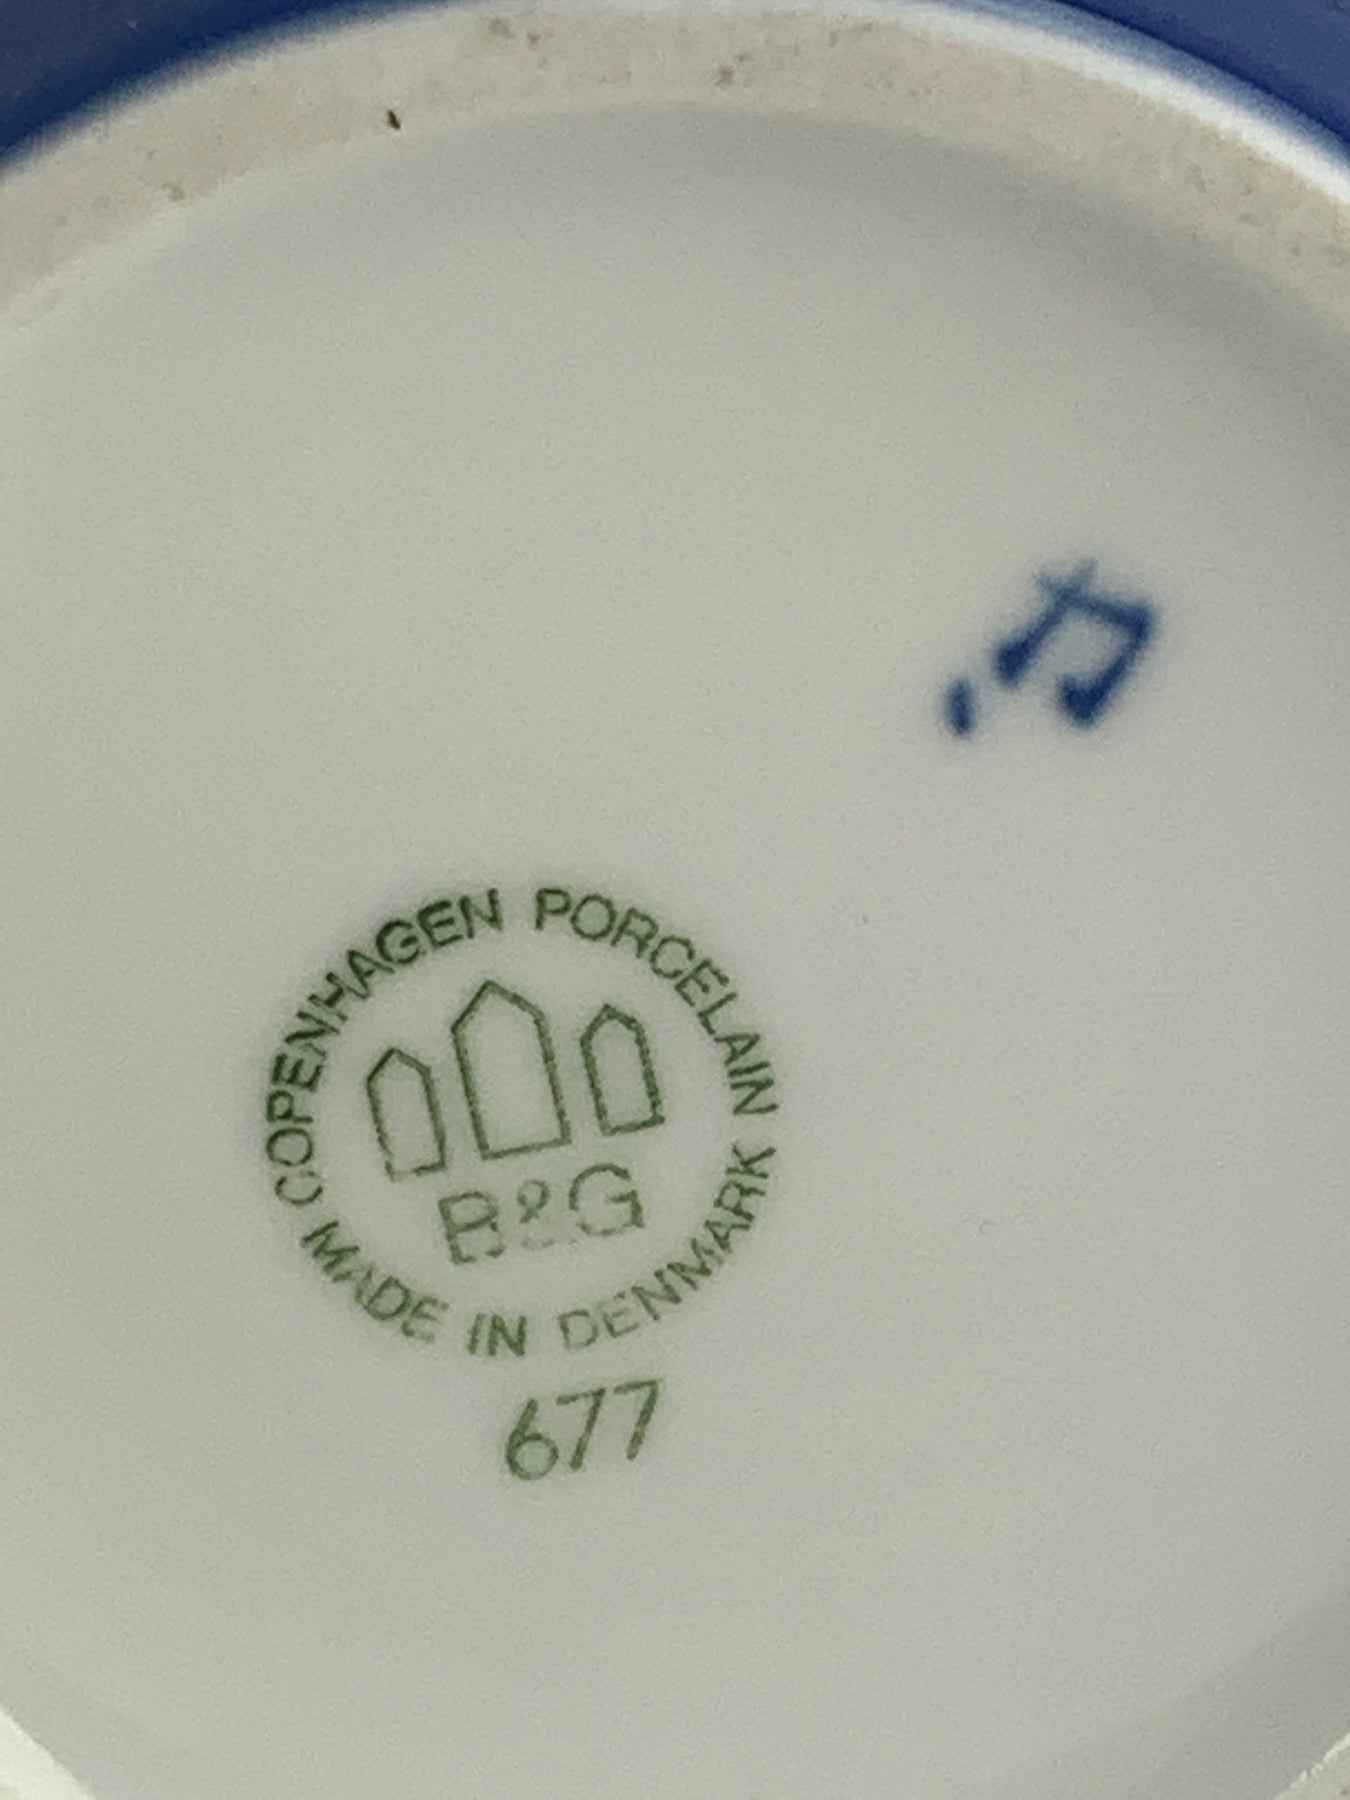 COPENHAGEN PORCELAIN
B&G
MADE IN DENMARK
677